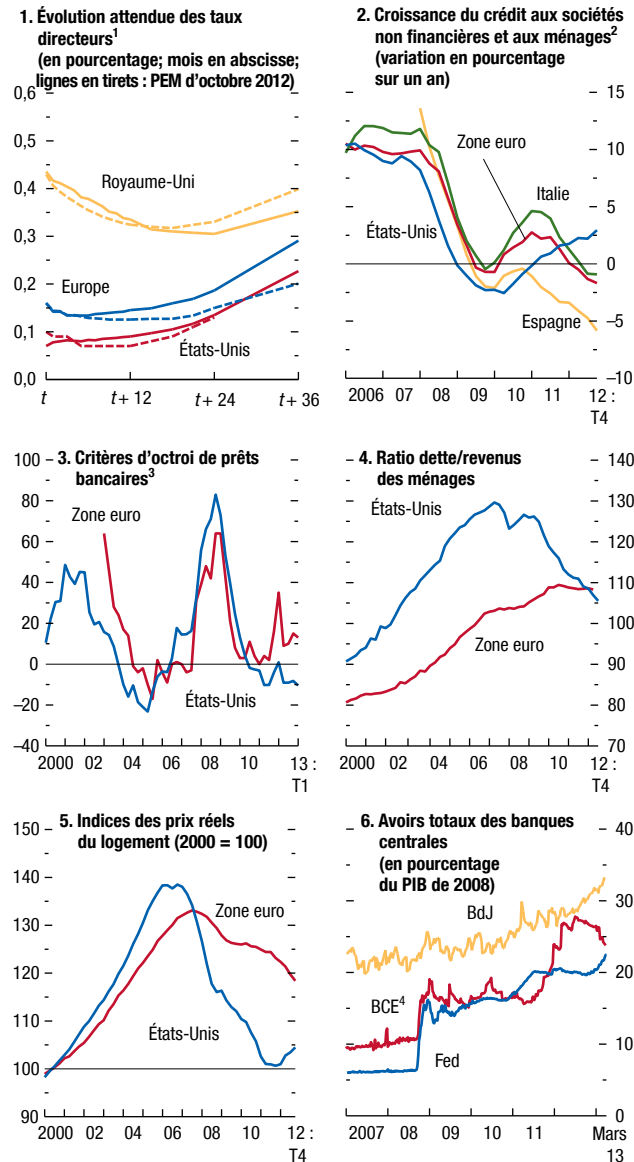 1. Évolution attendue des taux
directeurs1
(en pourcentage; mois en abscisse;
lignes en tirets : PEM d'octobre 2012)
0,6
0,5
0,4
0,3
0,2
0,1
0,0
Royaume-Uni
Europe
États-Unis
t
t + 12
t + 24
t + 36
2. Croissance du crédit aux sociétés
non financières et aux ménages2
(variation en pourcentage
sur un an)
15
10
5
0
–5
–10
Zone euro
Italie
États-Unis
Espagne
2006 07 08 09 10 11 12 :
T4
3. Critères d'octroi de prêts
bancaires3
100
80
60
40
20
0
–20
–40
Zone euro
États-Unis
2000 02 04 06 08 10 13 :
T1
4. Ratio dette/revenus
des ménages
140
130
120
110
100
90
80
70
États-Unis
Zone euro
2000 02 04 06 08 10 12 :
T4
5. Indices des prix réels
du logement (2000 = 100)
150
140
130
120
110
100
90
Zone euro
États-Unis
2000 02 04 06 08 10 12 :
T4
6. Avoirs totaux des banques
centrales
(en pourcentage
du PIB de 2008)
40
30
20
10
0
BdJ
BCE4
Fed
2007 08 09 10 11 Mars
13